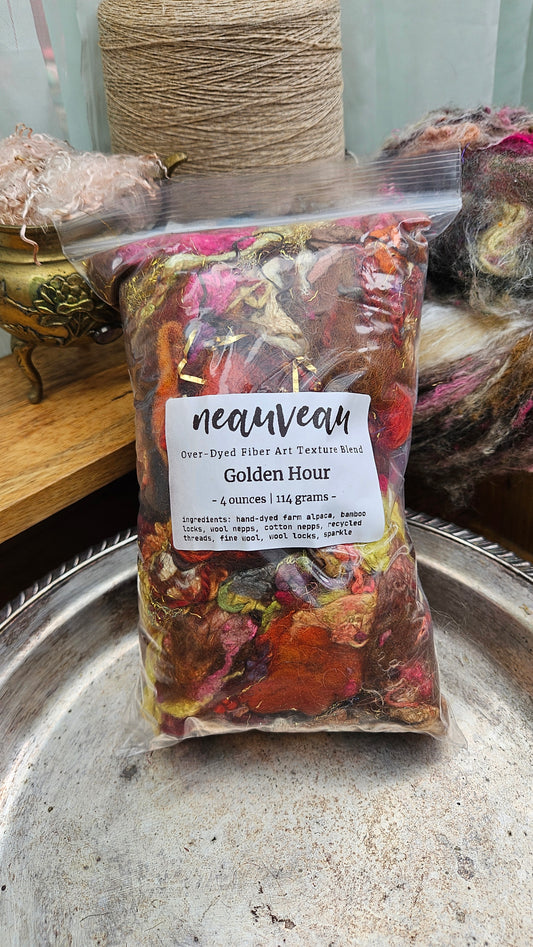 neauveau
Over-Dyed Fiber Art Texture Blend
Golden Hour
- 4 ounces | 114 grams -
ingredients: hand-dyed farm alpaca, bamboo
locks, wool nepps, cotton nepps, recycled
threads, fine wool, wool locks, sparkle